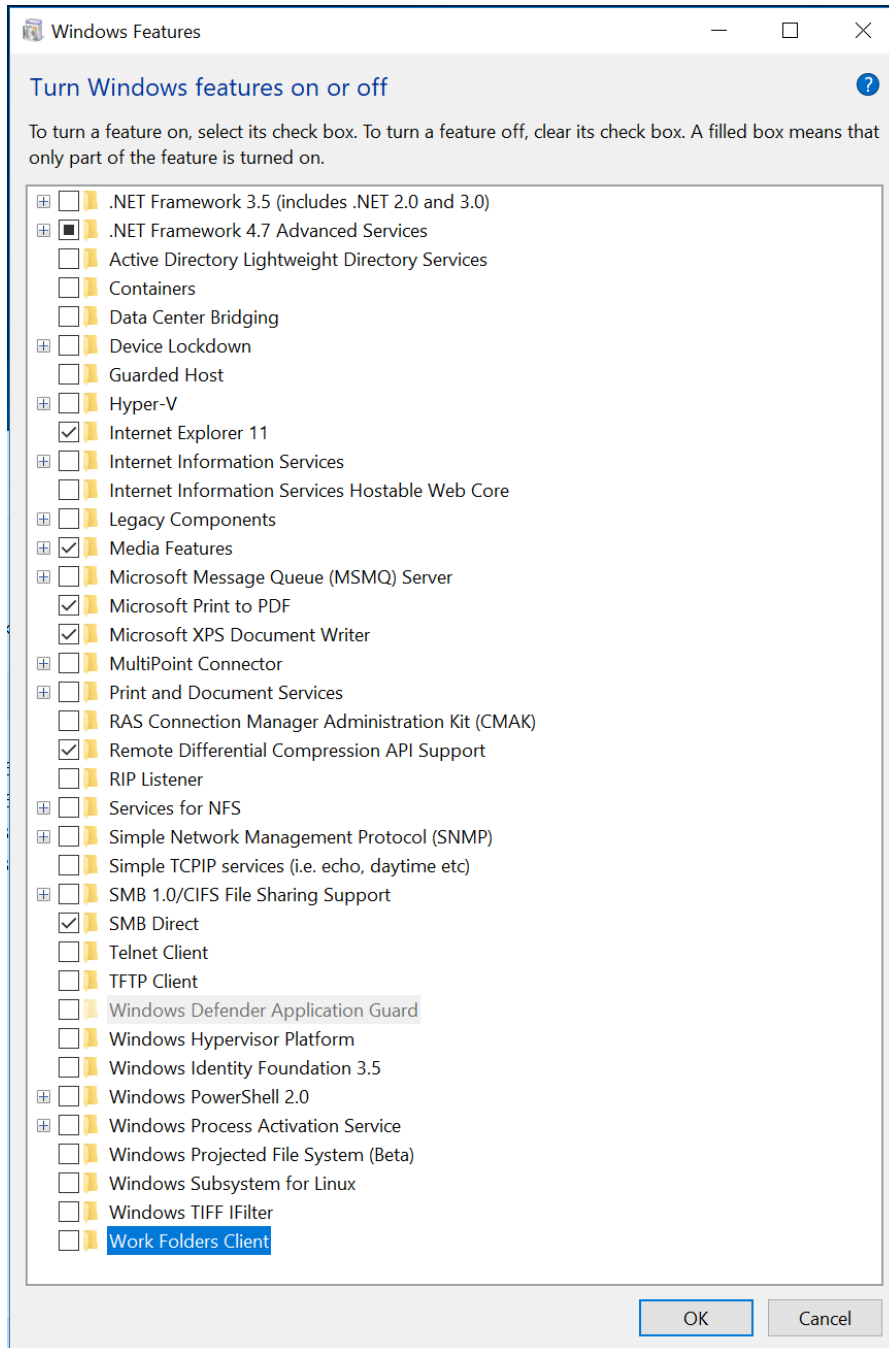 Windows Features
Turn Windows features on or off
?
To turn a feature on, select its check box. To turn a feature off, clear its check box. A filled box means that
only part of the feature is turned on.
.NET Framework 3.5 (includes .NET 2.0 and 3.0)
.NET Framework 4.7 Advanced Services
Active Directory Lightweight Directory Services
Containers
Data Center Bridging
Device Lockdown
Guarded Host
Hyper-V
Internet Explorer 11
Internet Information Services
Internet Information Services Hostable Web Core
Legacy Components
Media Features
Microsoft Message Queue (MSMQ) Server
Microsoft Print to PDF
Microsoft XPS Document Writer
MultiPoint Connector
Print and Document Services
RAS Connection Manager Administration Kit (CMAK)
Remote Differential Compression API Support
RIP Listener
Services for NFS
Simple Network Management Protocol (SNMP)
Simple TCPIP services (i.e. echo, daytime etc)
SMB 1.0/CIFS File Sharing Support
SMB Direct
Telnet Client
TFTP Client
Windows Defender Application Guard
Windows Hypervisor Platform
Windows Identity Foundation 3.5
Windows PowerShell 2.0
Windows Process Activation Service
Windows Projected File System (Beta)
Windows Subsystem for Linux
Windows TIFF IFilter
Work Folders Client
OK
Cancel